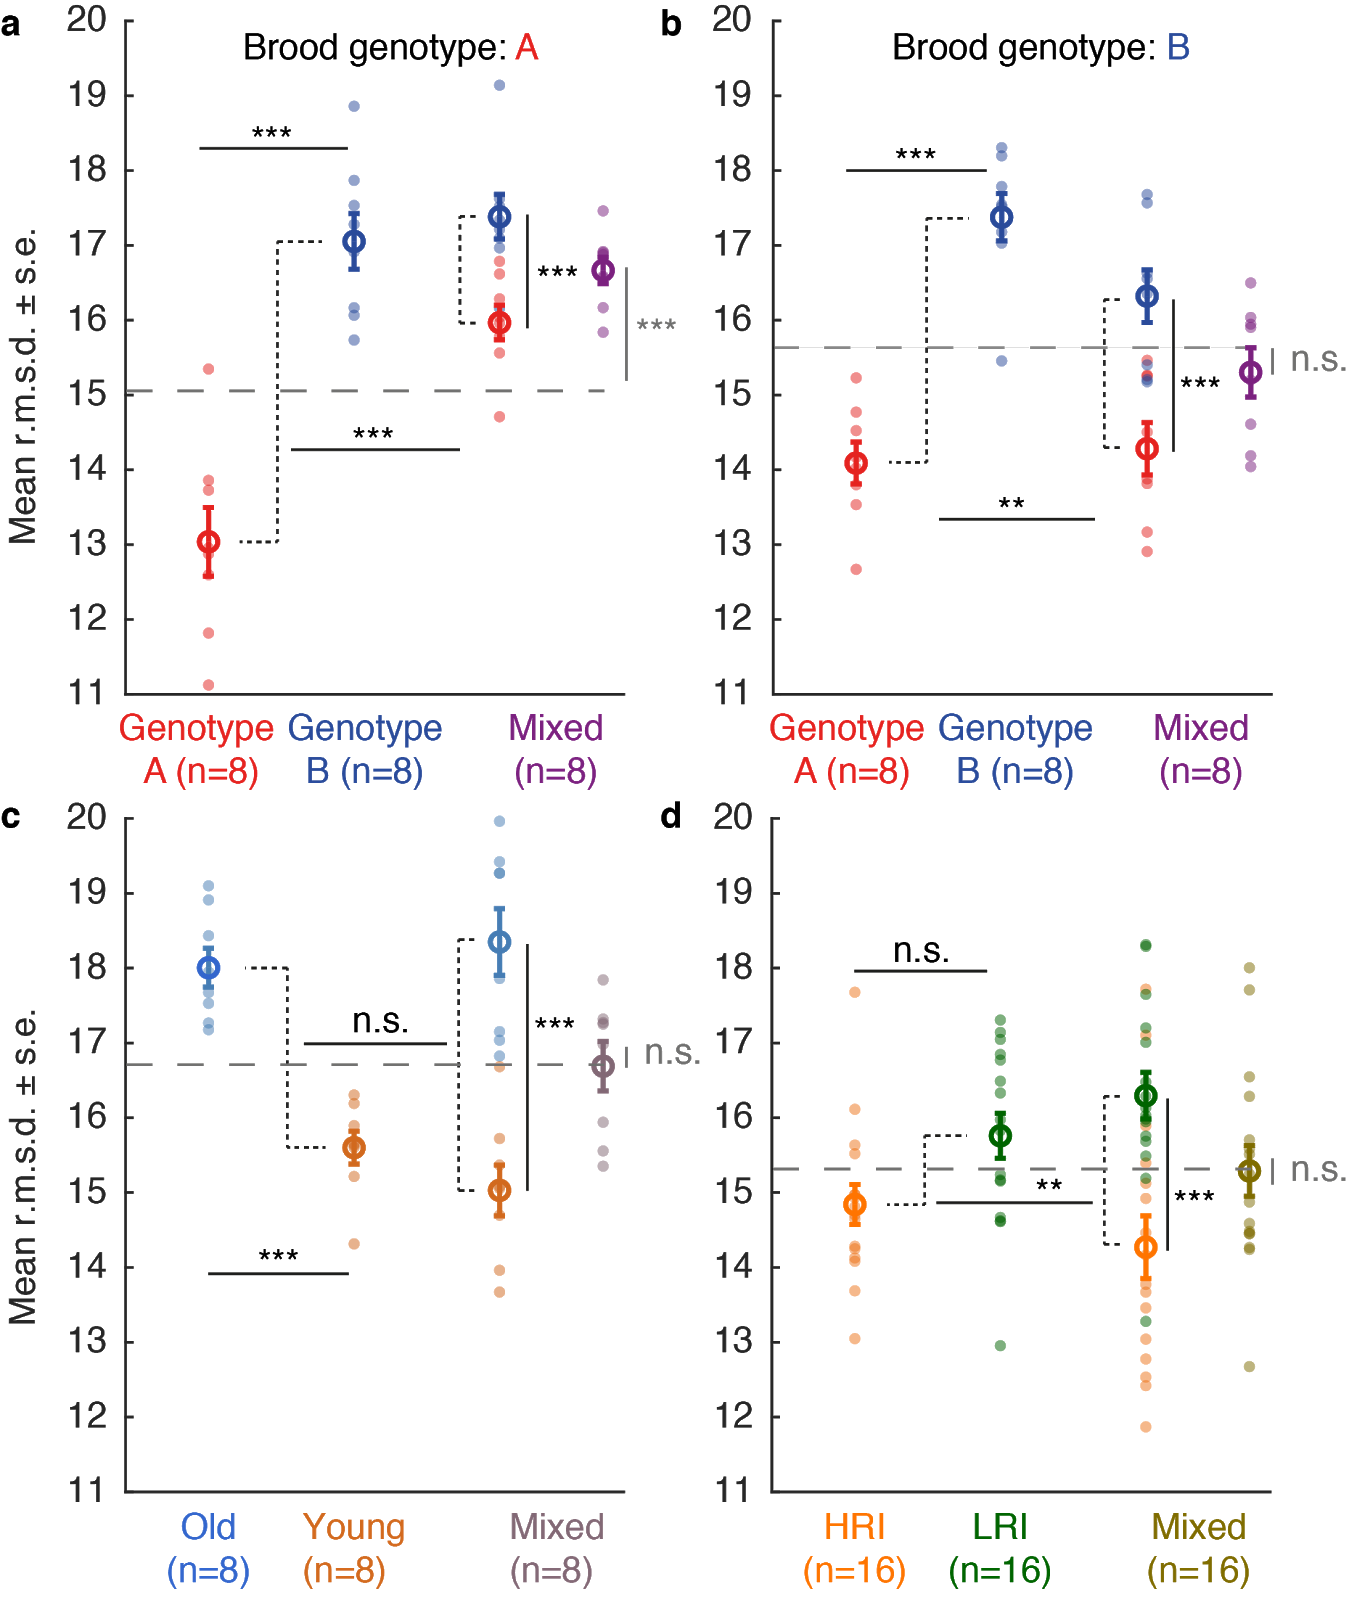 a
Brood genotype: A
20
19
18
17
16
15
14
13
12
11
Mean r.m.s.d. ± s.e.
***
***
***
***
Genotype A (n=8)
Genotype B (n=8)
Mixed (n=8)
b
Brood genotype: B
20
19
18
17
16
15
14
13
12
11
***
**
***
n.s.
Genotype A (n=8)
Genotype B (n=8)
Mixed (n=8)
c
20
19
18
17
16
15
14
13
12
11
Mean r.m.s.d. ± s.e.
***
n.s.
***
n.s.
Old (n=8)
Young (n=8)
Mixed (n=8)
d
20
19
18
17
16
15
14
13
12
11
n.s.
**
***
n.s.
HRI (n=16)
LRI (n=16)
Mixed (n=16)